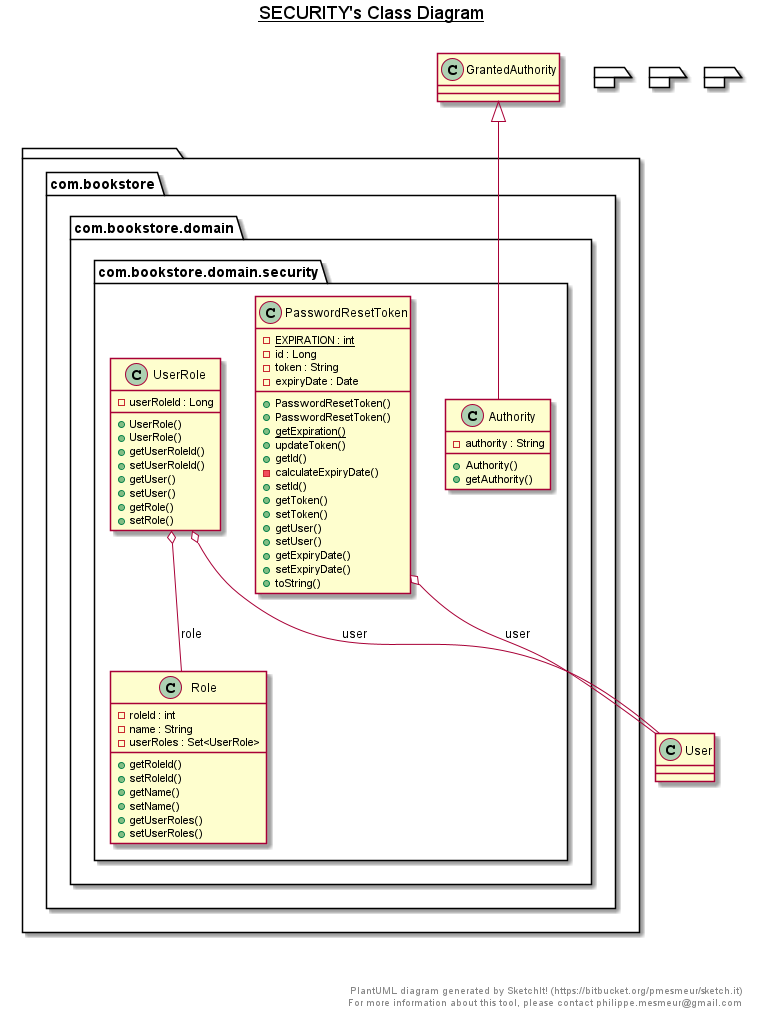 SECURITY's Class Diagram
C GrantedAuthority
com.bookstore
com.bookstore.domain
com.bookstore.domain.security
C PasswordResetToken
EXPIRATION : int
id : Long
token : String
expiryDate : Date
PasswordResetToken()
PasswordResetToken()
getExpiration()
updateToken()
getId()
calculateExpiryDate()
setId()
getToken()
setToken()
getUser()
setUser()
getExpiryDate()
setExpiryDate()
toString()
C UserRole
userRoleId : Long
UserRole()
UserRole()
getUserRoleId()
setUserRoleId()
getUser()
setUser()
getRole()
setRole()
C Authority
authority : String
Authority()
getAuthority()
role
user
user
C Role
roleId : int
name : String
userRoles : Set<UserRole>
getRoleId()
setRoleId()
getName()
setName()
getUserRoles()
setUserRoles()
C User
PlantUML diagram generated by SketchIt! (https://bitbucket.org/pmesmeur/sketch.it)
For more information about this tool, please contact philippe.mesmeur@gmail.com